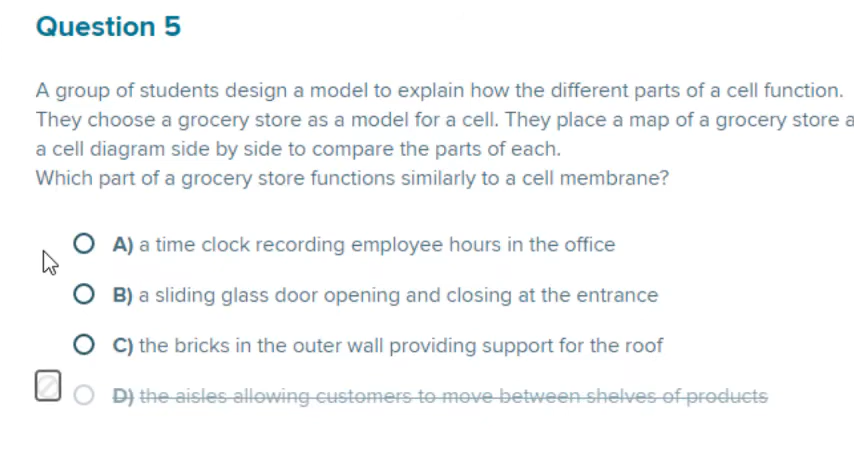 Question 5
A group of students design a model to explain how the different parts of a cell function.
They choose a grocery store as a model for a cell. They place a map of a grocery store a
a cell diagram side by side to compare the parts of each.
Which part of a grocery store functions similarly to a cell membrane?
A) a time clock recording employee hours in the office
B) a sliding glass door opening and closing at the entrance
C) the bricks in the outer wall providing support for the roof
D) the aisles allowing customers to move between shelves of products